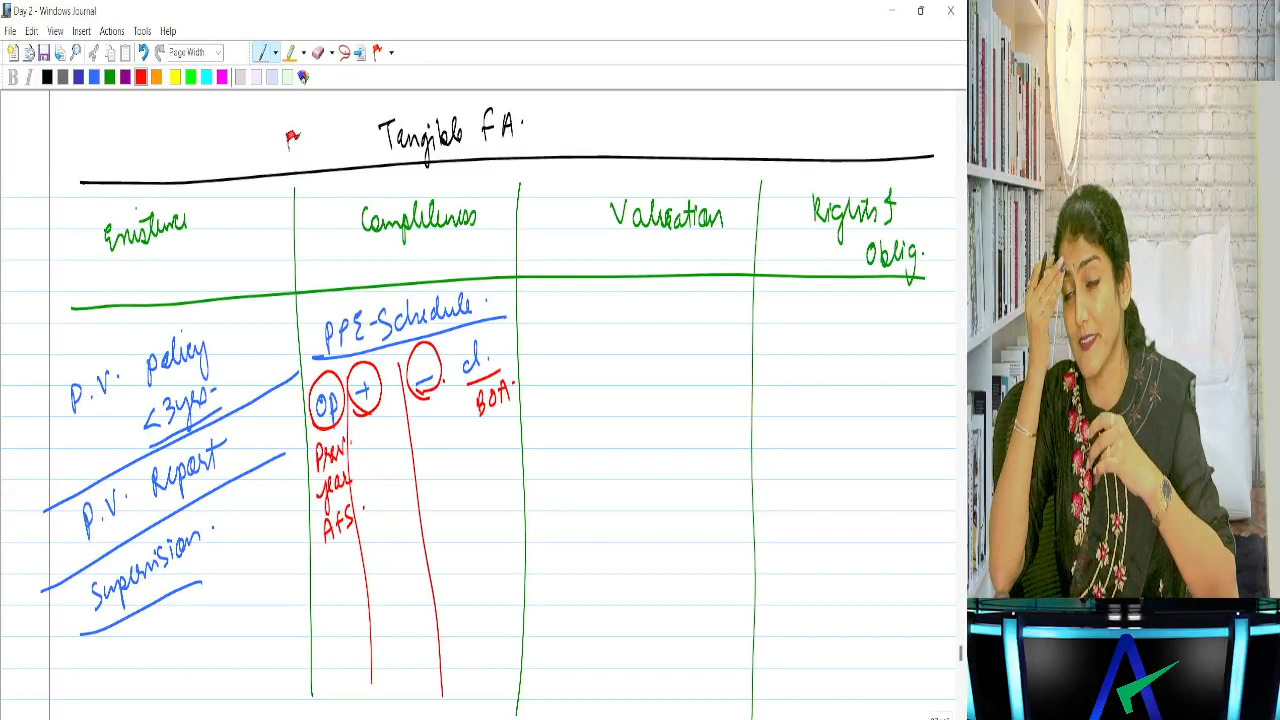 Day 2 - Windows Journal
File Edit View Insert Actions Tools Help
Page Width
B I
Tangible FA.
Existence
Completeness
Valuation
Rights &
Oblig.
P.V. policy
< 3yrs-
P.V. Report
Supervision.
PPE-Schedule.
Op + - cl.
BOA.
Prev.
year
AFS.